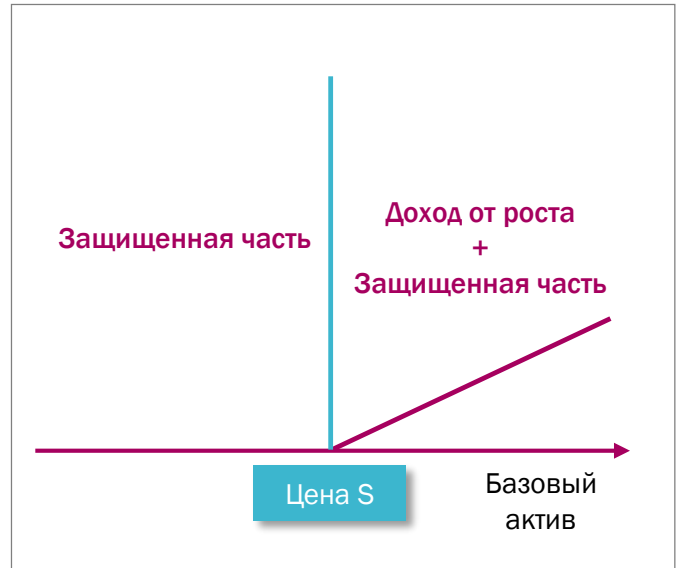 Защищенная часть
Доход от роста
+
Защищенная часть
Цена S
Базовый
актив